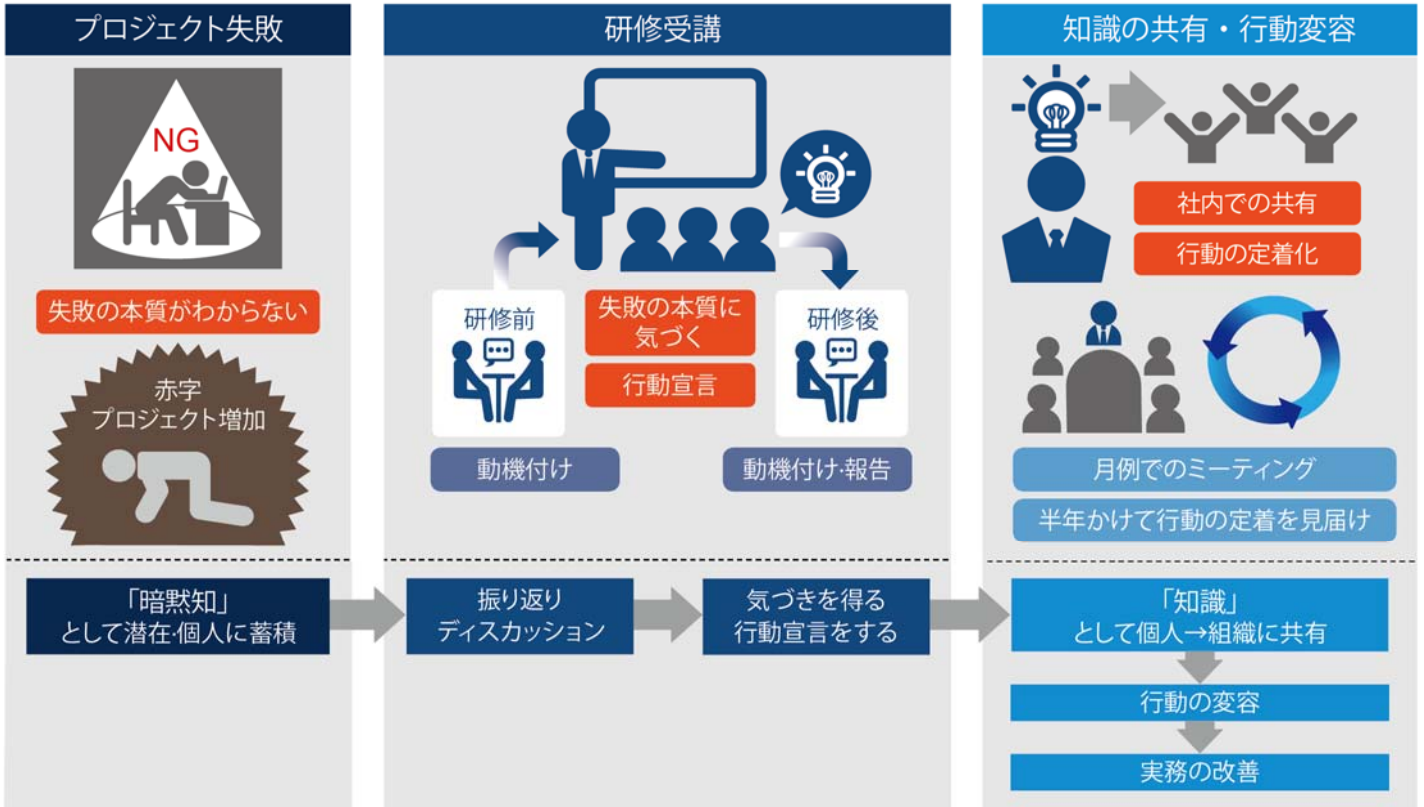 プロジェクト失敗
NG
失敗の本質がわからない
赤字
プロジェクト増加
「暗黙知」
として潜在・個人に蓄積
研修受講
研修前
動機付け
失敗の本質に
気づく
行動宣言
研修後
動機付け・報告
振り返り
ディスカッション
気づきを得る
行動宣言をする
知識の共有・行動変容
社内での共有
行動の定着化
月例でのミーティング
半年かけて行動の定着を見届け
「知識」
として個人→組織に共有
行動の変容
実務の改善